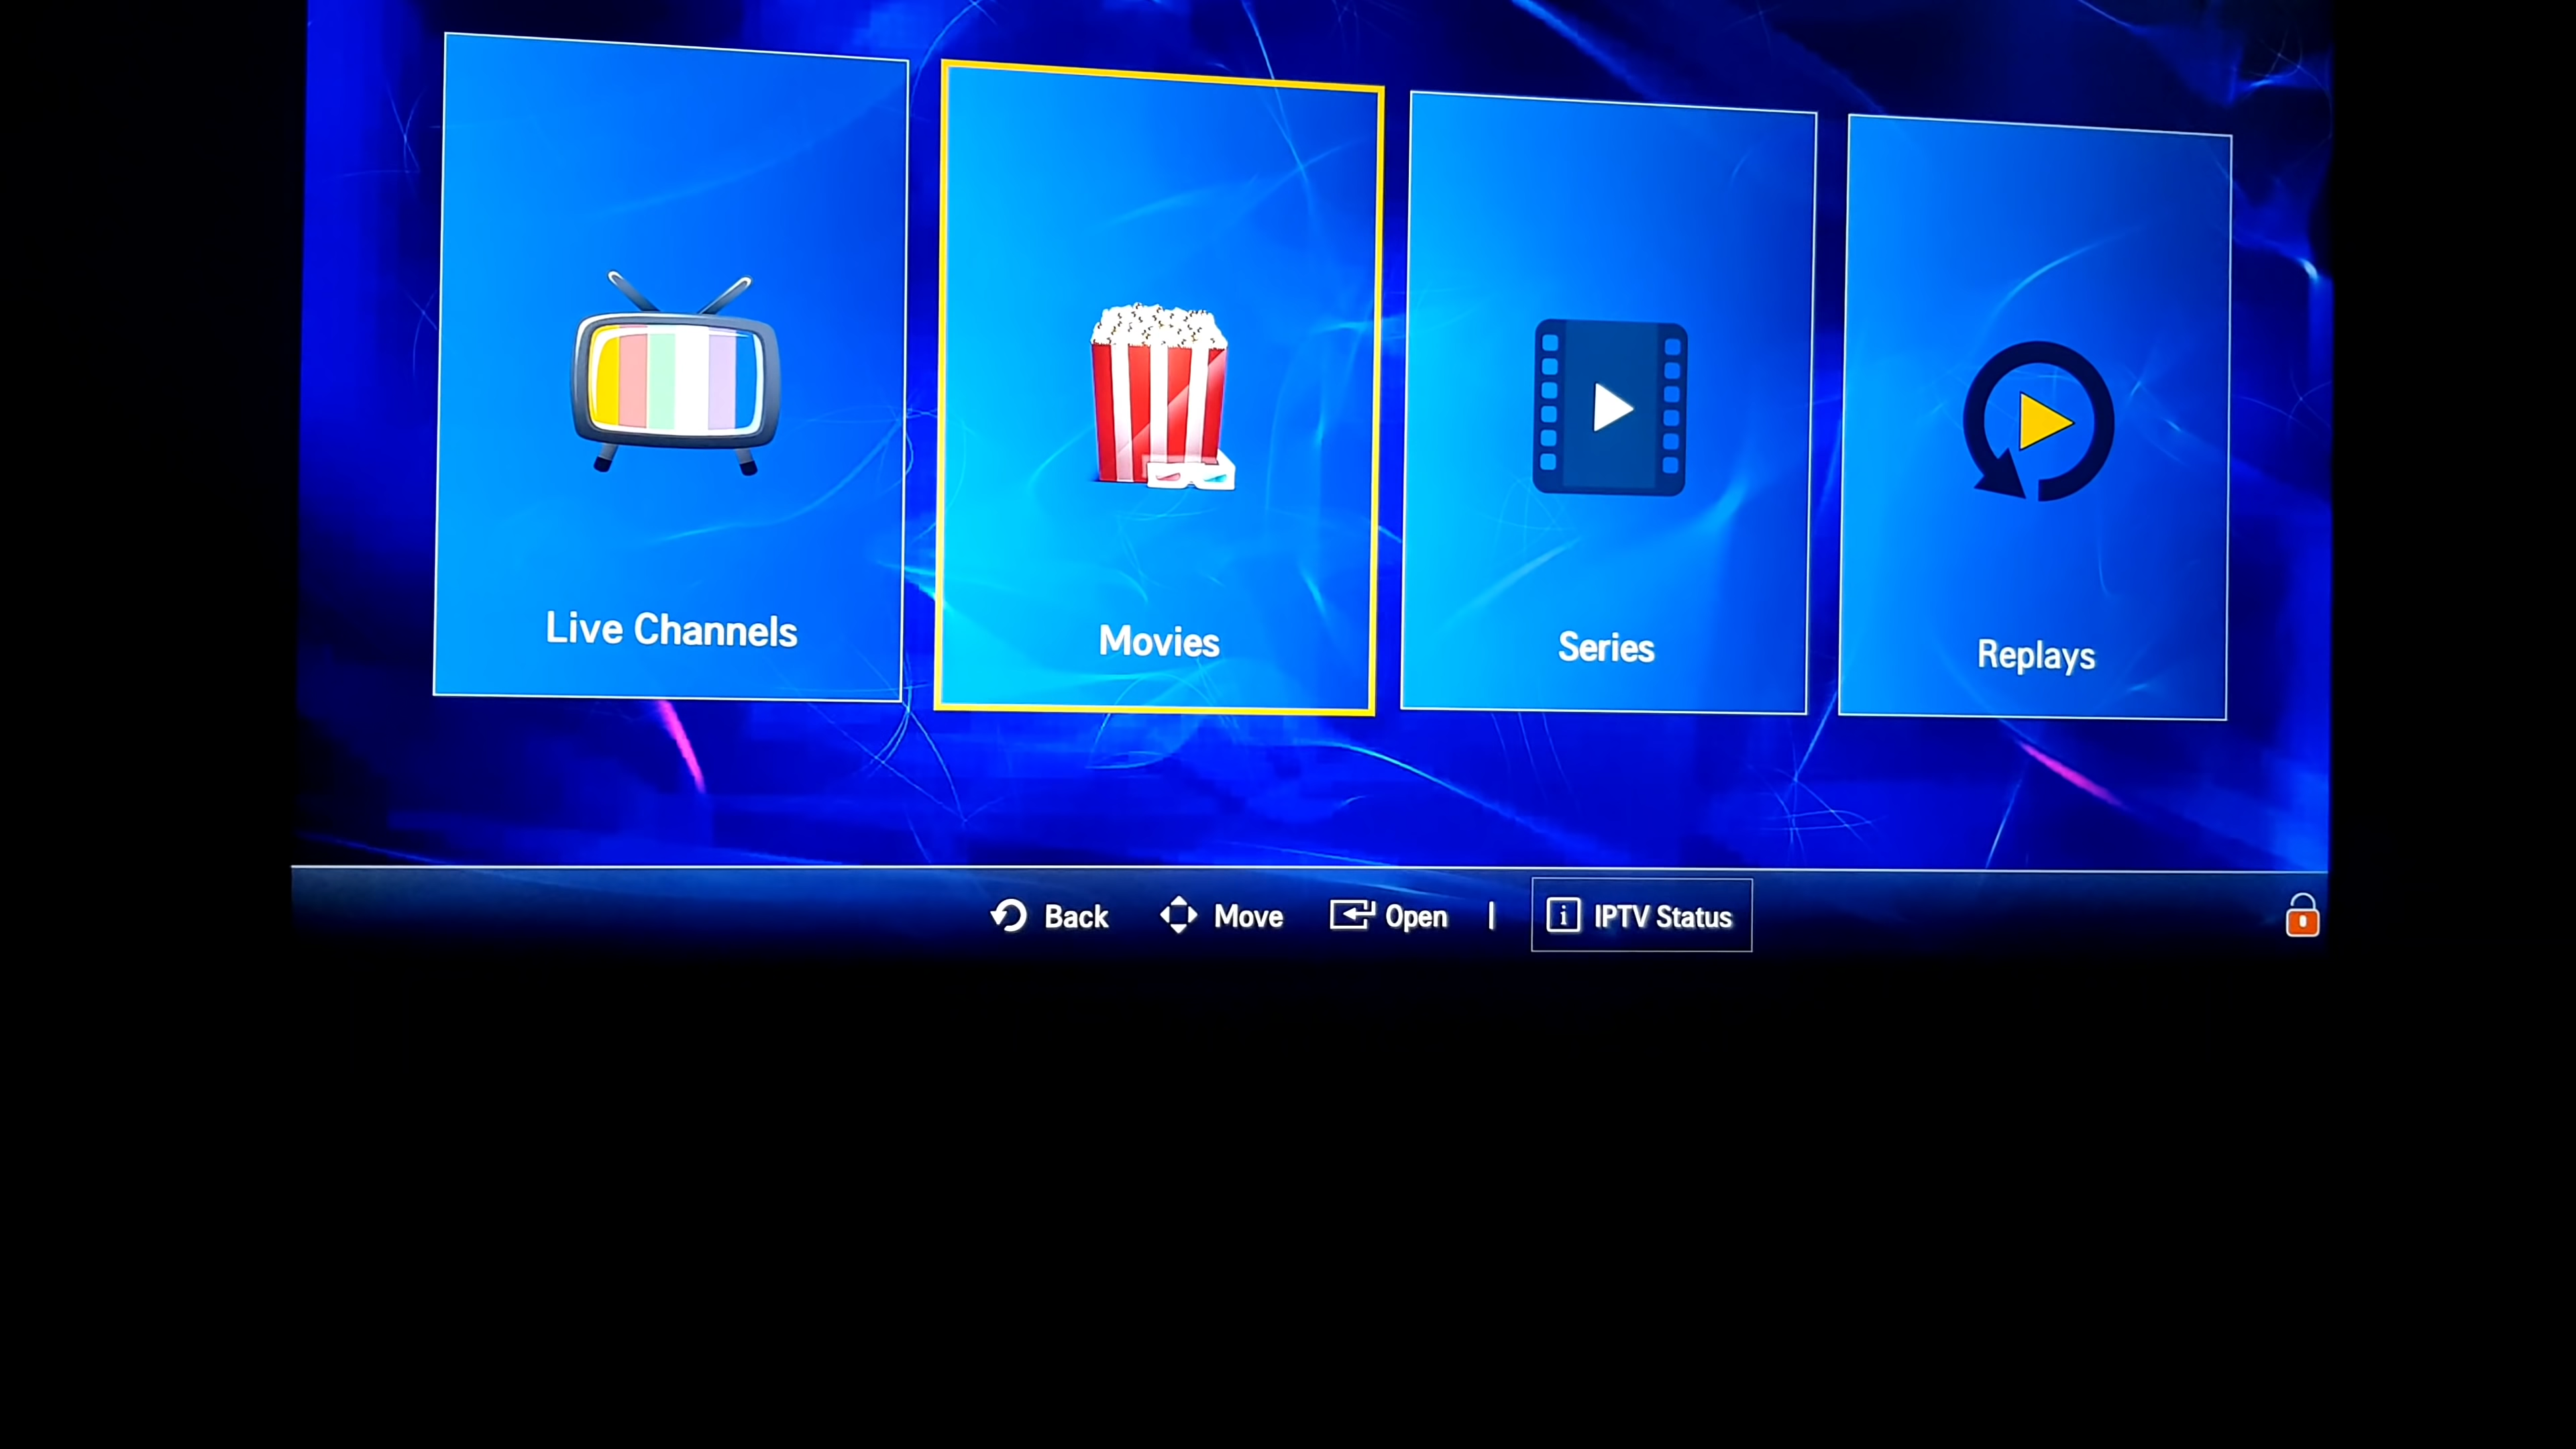 Live Channels
Movies
Series
Replays
Back Move Open | i IPTV Status